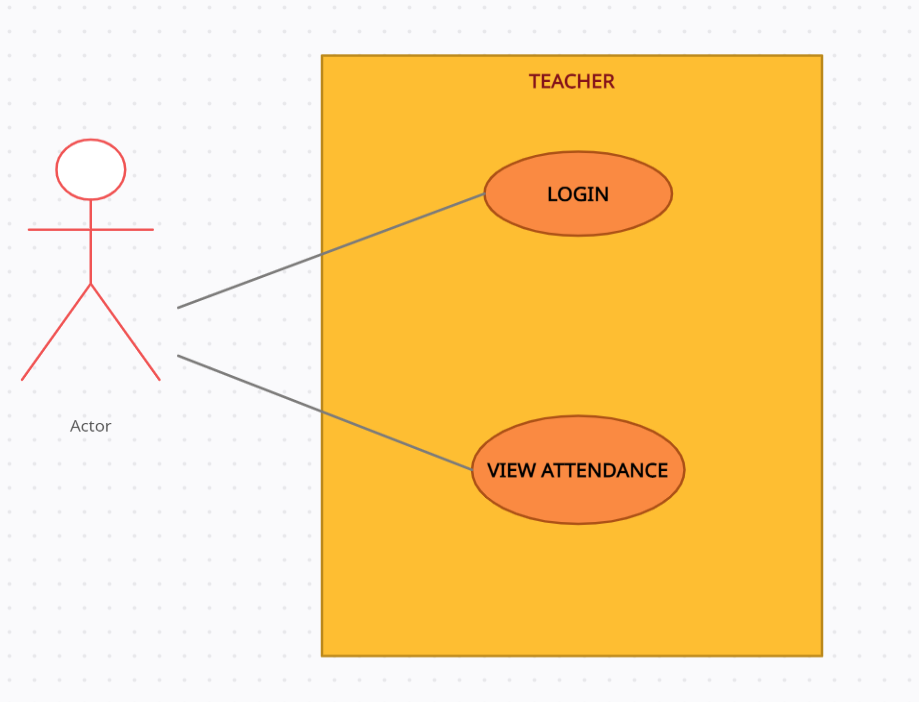 TEACHER
LOGIN
Actor
VIEW ATTENDANCE